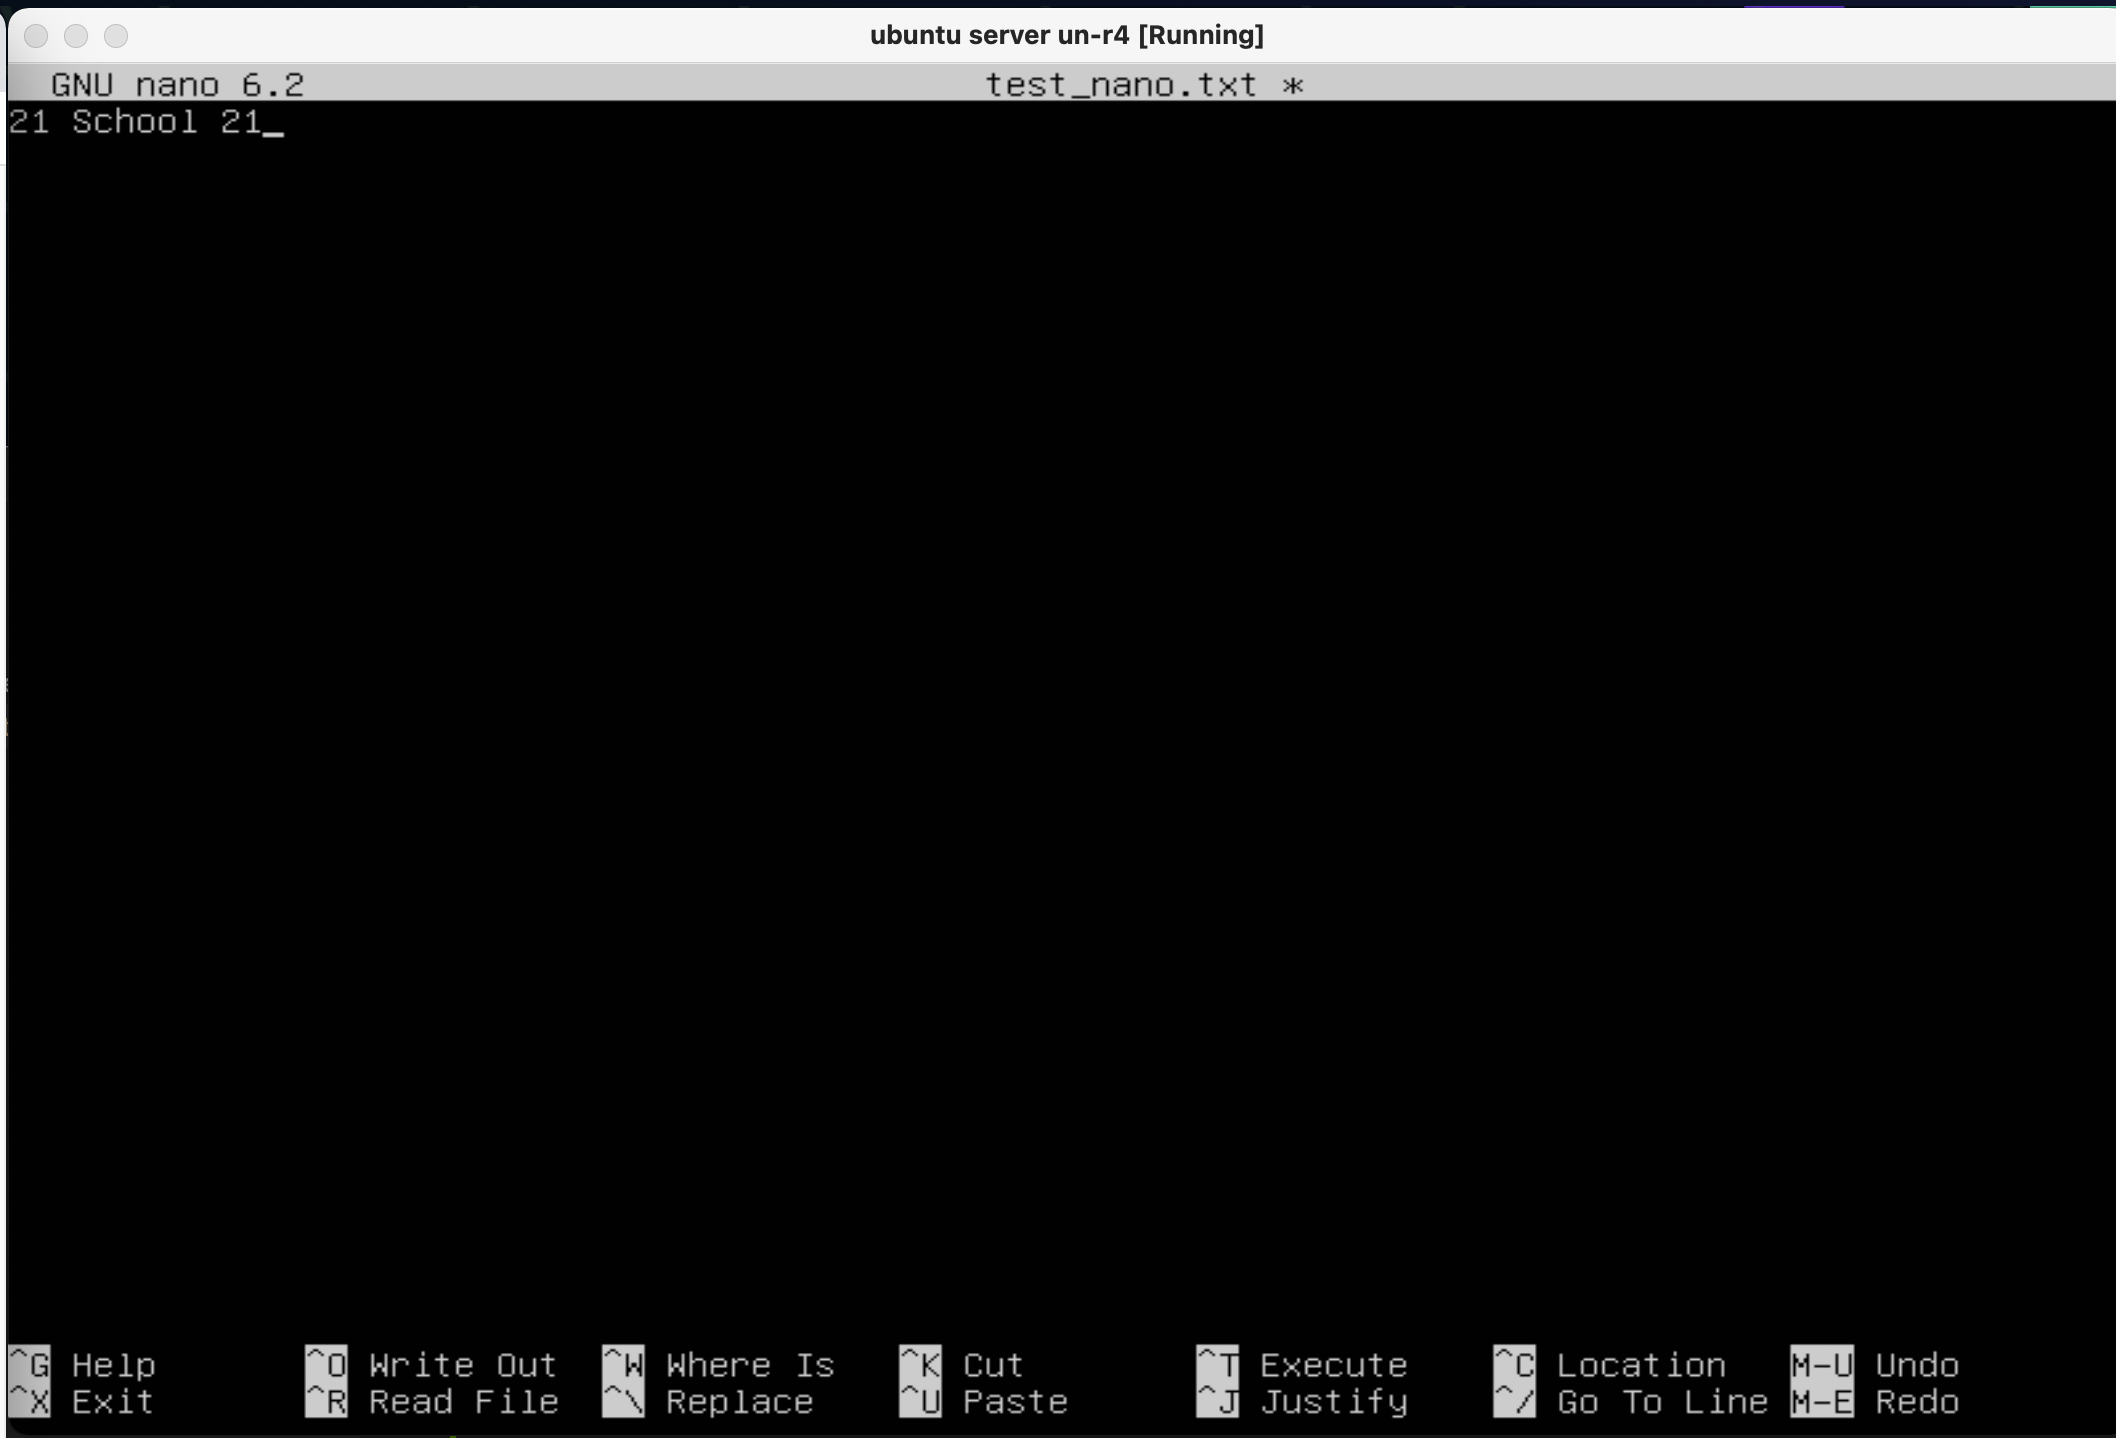 ubuntu server un-r4 [Running]
GNU nano 6.2 test_nano.txt *
21 School 21_
^G Help ^O Write Out ^W Where Is ^K Cut ^T Execute ^C Location M-U Undo
^X Exit ^R Read File ^\ Replace ^U Paste ^J Justify ^/ Go To Line M-E Redo